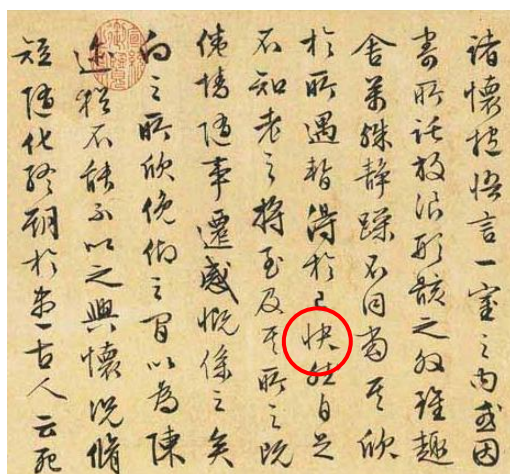 諸懷抱悟言一室之內或因
寄所託放浪形骸之外雖趣
舍萬殊靜躁不同當其欣
於所遇暫得於己快然自足
不知老之將至及其所之既
倦情隨事遷感慨係之矣
向之所欣俛仰之間以為陳
迹猶不能不以之興懷況脩
短隨化終期於盡古人云死